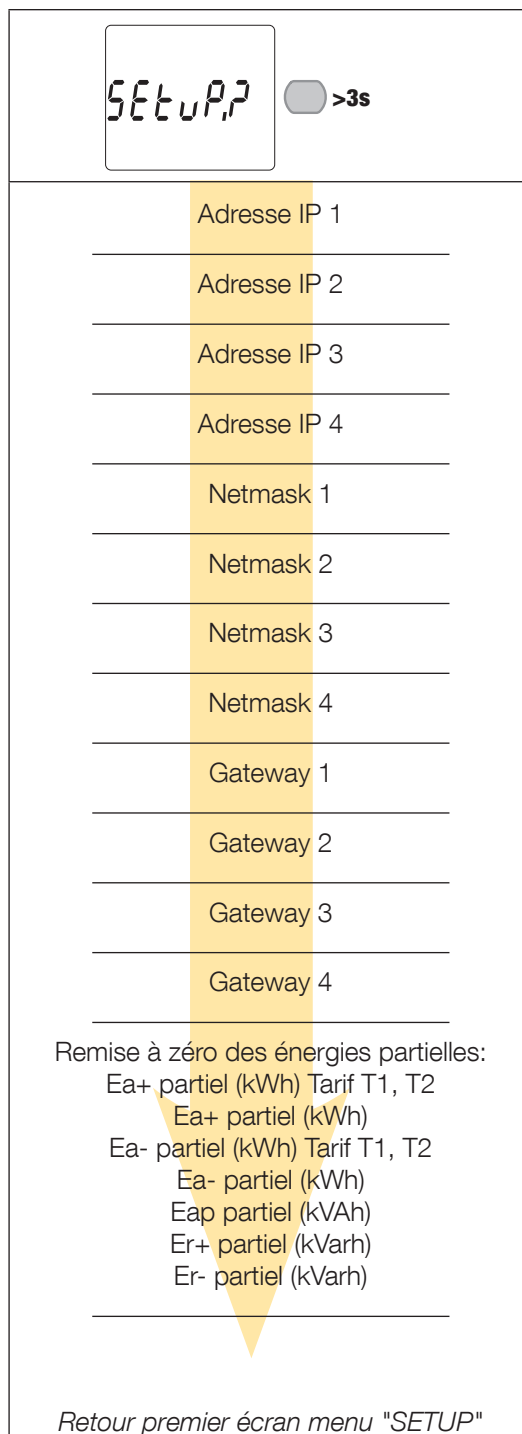 SEtuP,?
>3s
Adresse IP 1
Adresse IP 2
Adresse IP 3
Adresse IP 4
Netmask 1
Netmask 2
Netmask 3
Netmask 4
Gateway 1
Gateway 2
Gateway 3
Gateway 4
Remise à zéro des énergies partielles:
Ea+ partiel (kWh) Tarif T1, T2
Ea+ partiel (kWh)
Ea- partiel (kWh) Tarif T1, T2
Ea- partiel (kWh)
Eap partiel (kVAh)
Er+ partiel (kVarh)
Er- partiel (kVarh)
Retour premier écran menu "SETUP"